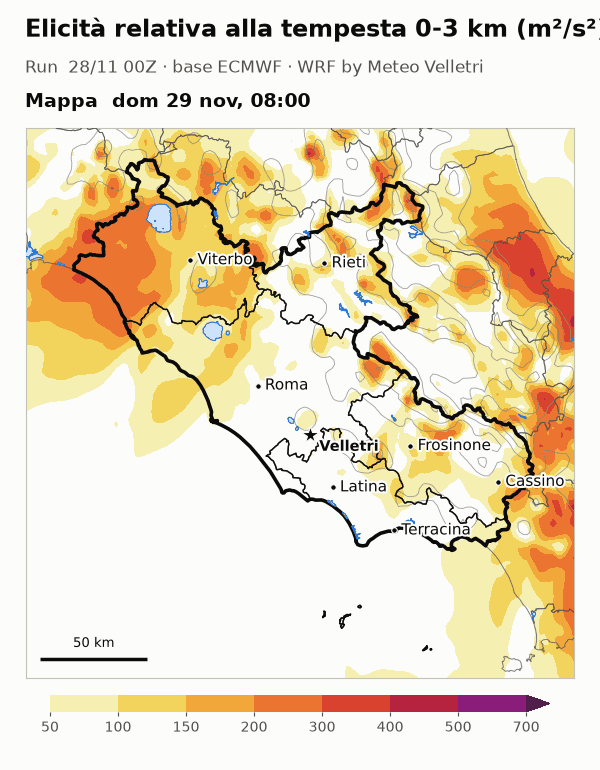 Elicità relativa alla tempesta 0-3 km (m²/s²)
Run 28/11 00Z · base ECMWF · WRF by Meteo Velletri
Mappa dom 29 nov, 08:00
Viterbo
Rieti
Roma
Velletri
Frosinone
Cassino
Latina
Terracina
50 km
50 100 150 200 300 400 500 700